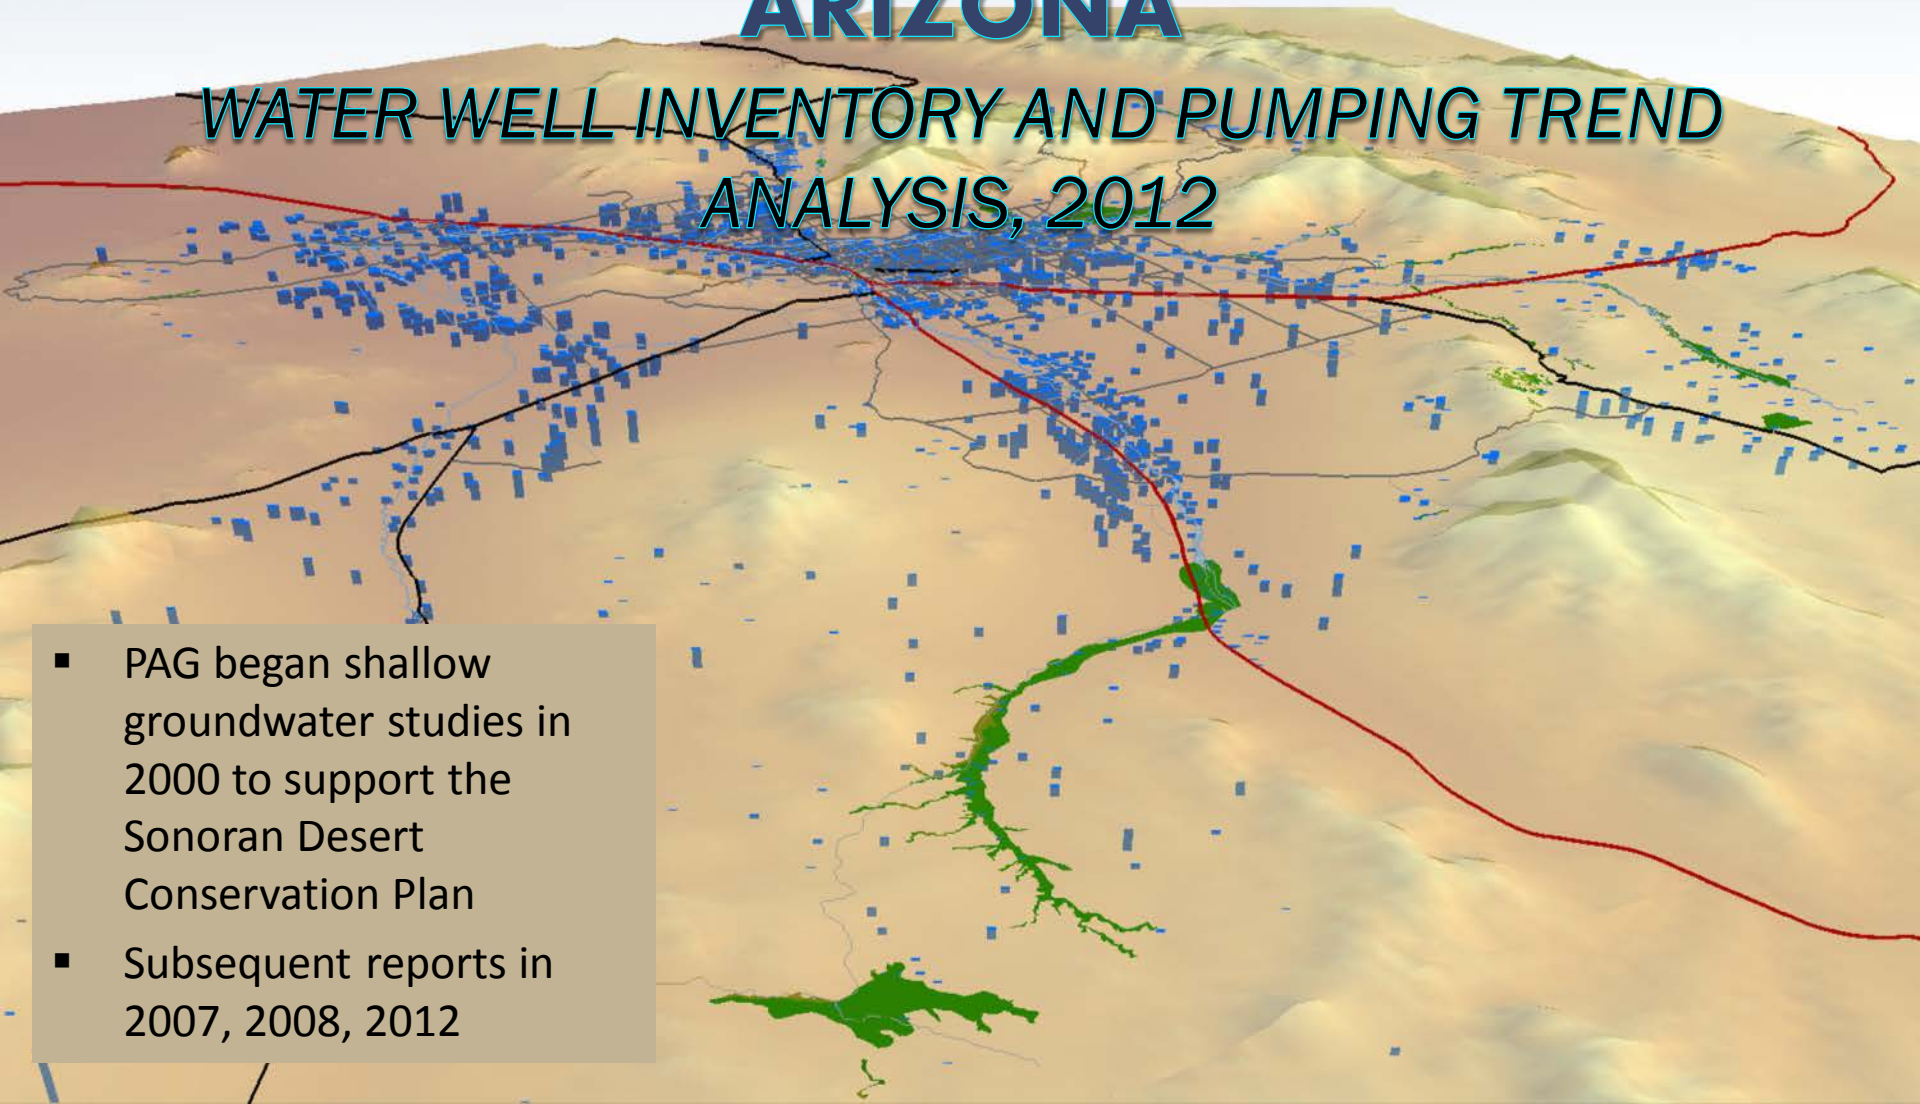 ARIZONA
WATER WELL INVENTORY AND PUMPING TREND
ANALYSIS, 2012
▪ PAG began shallow
groundwater studies in
2000 to support the
Sonoran Desert
Conservation Plan
▪ Subsequent reports in
2007, 2008, 2012